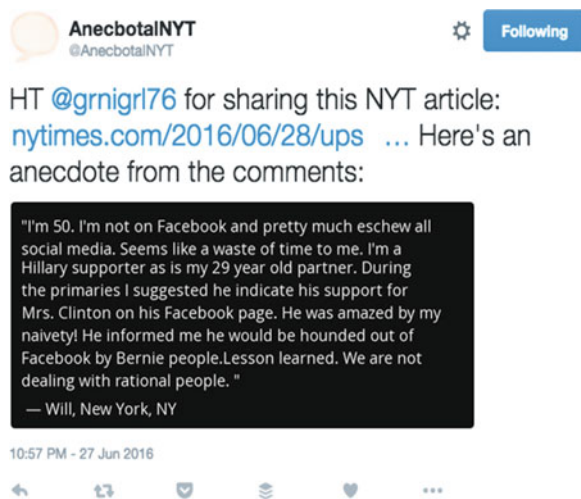 AnecbotalNYT
@AnecbotalNYT
Following
HT @grnigrl76 for sharing this NYT article:
nytimes.com/2016/06/28/ups … Here's an
anecdote from the comments:
"I'm 50. I'm not on Facebook and pretty much eschew all
social media. Seems like a waste of time to me. I'm a
Hillary supporter as is my 29 year old partner. During
the primaries I suggested he indicate his support for
Mrs. Clinton on his Facebook page. He was amazed by my
naivety! He informed me he would be hounded out of
Facebook by Bernie people.Lesson learned. We are not
dealing with rational people. "
— Will, New York, NY
10:57 PM - 27 Jun 2016